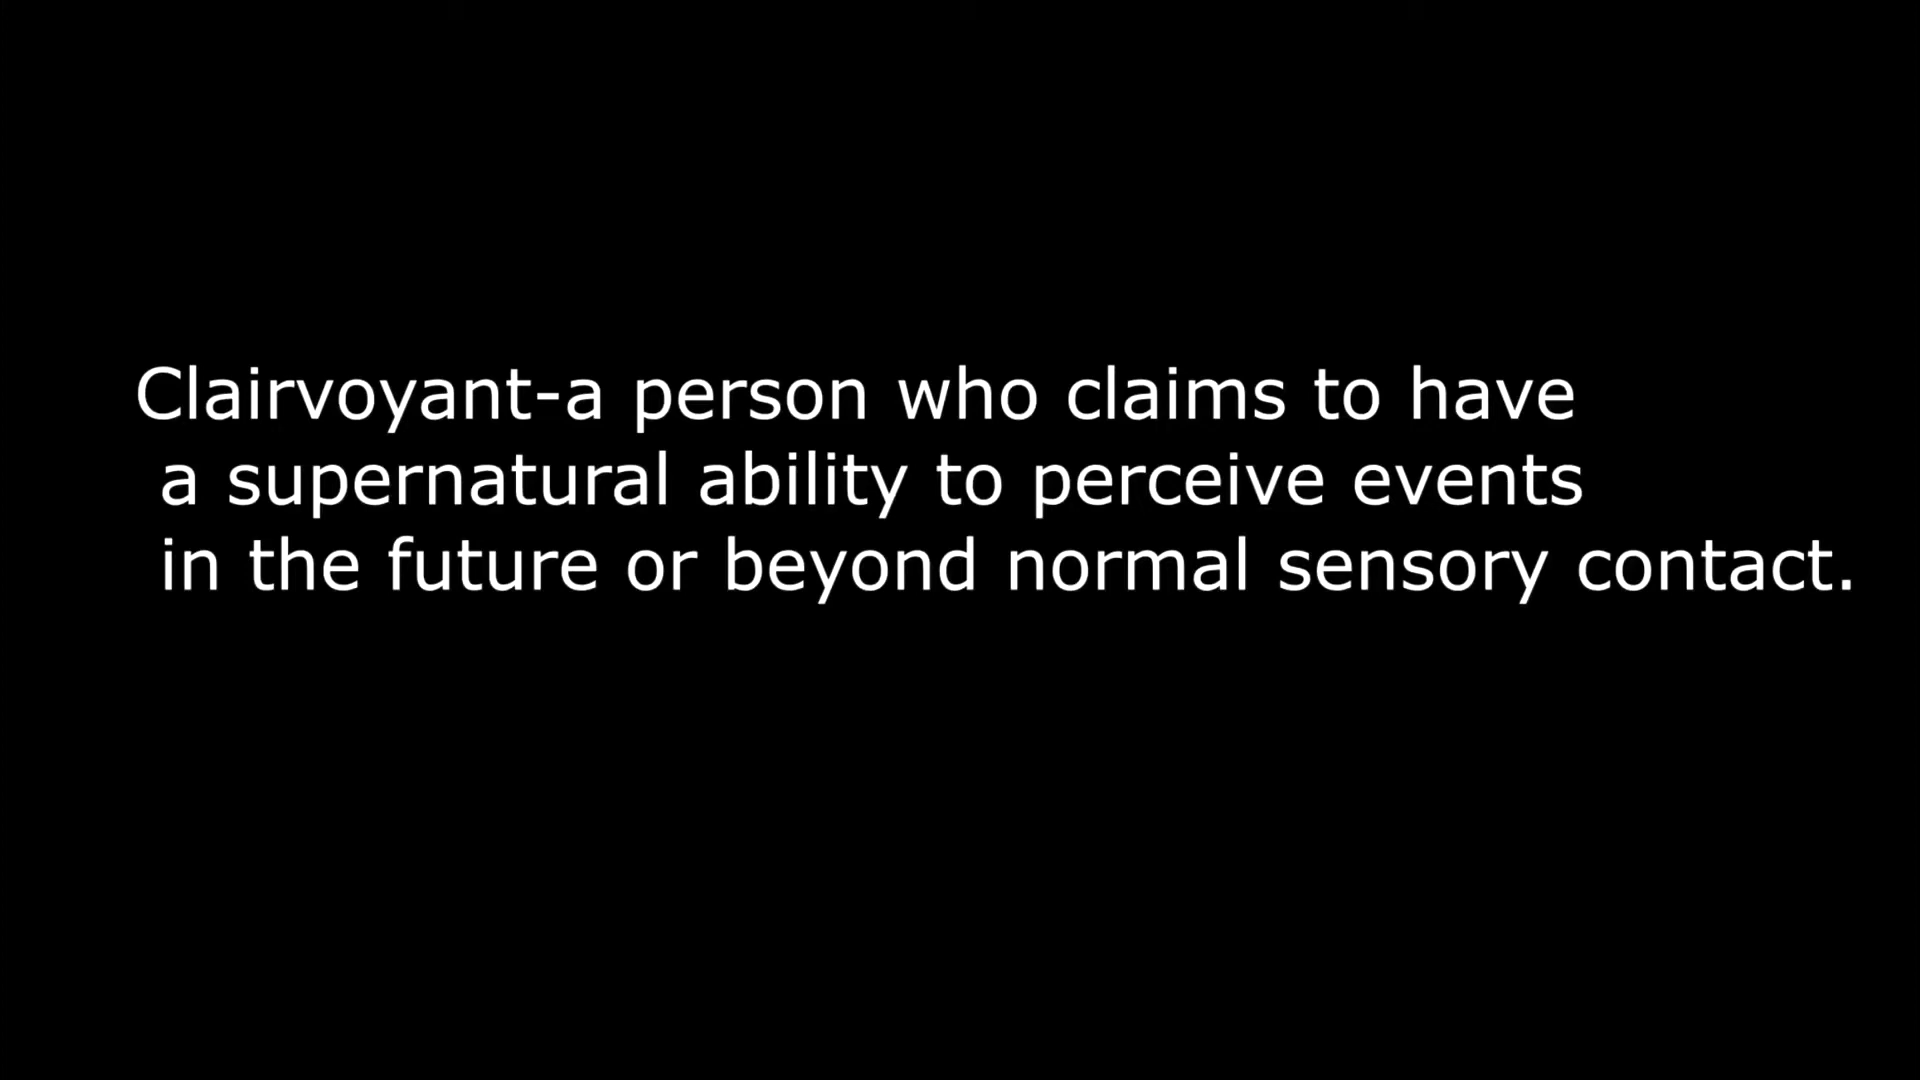 Clairvoyant-a person who claims to have
a supernatural ability to perceive events
in the future or beyond normal sensory contact.